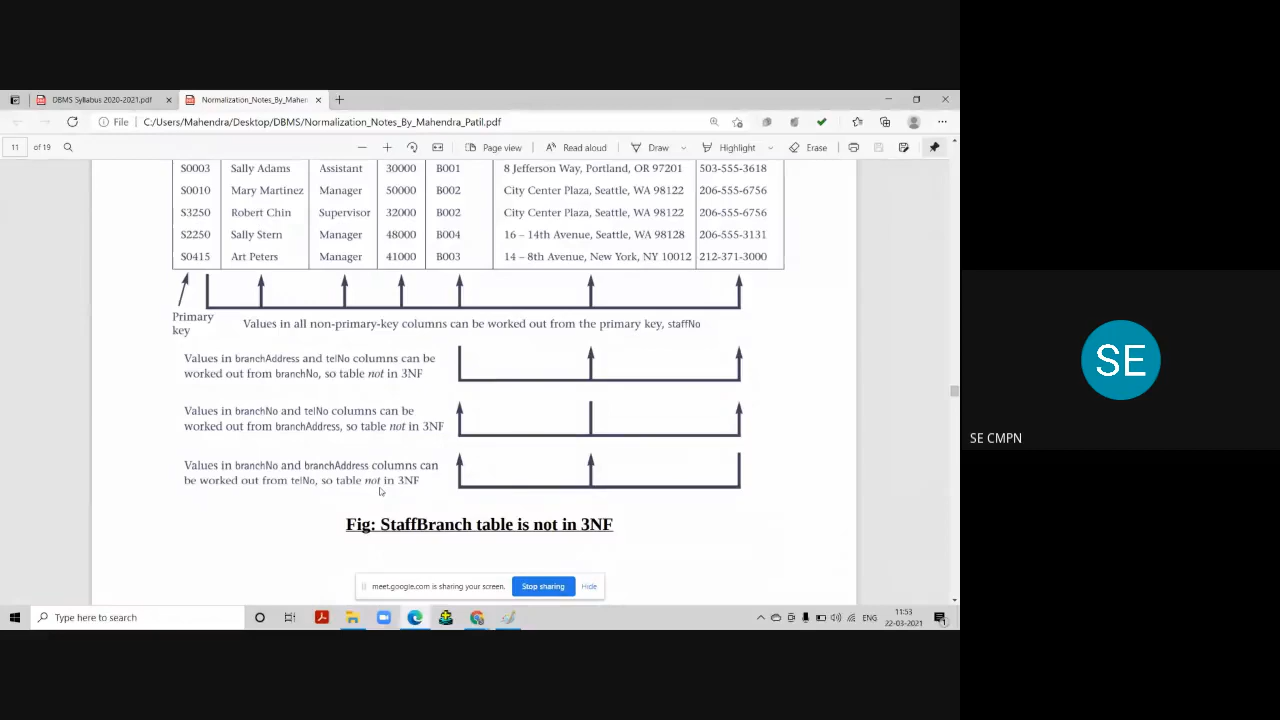 DBMS Syllabus 2020-2021.pdf
Normalization_Notes_By_Mahen
File C:/Users/Mahendra/Desktop/DBMS/Normalization_Notes_By_Mahendra_Patil.pdf
11 of 19 Page view Read aloud Draw Highlight Erase
S0003 Sally Adams Assistant 30000 B001 8 Jefferson Way, Portland, OR 97201 503-555-3618
S0010 Mary Martinez Manager 50000 B002 City Center Plaza, Seattle, WA 98122 206-555-6756
S3250 Robert Chin Supervisor 32000 B002 City Center Plaza, Seattle, WA 98122 206-555-6756
S2250 Sally Stern Manager 48000 B004 16 – 14th Avenue, Seattle, WA 98128 206-555-3131
S0415 Art Peters Manager 41000 B003 14 – 8th Avenue, New York, NY 10012 212-371-3000
Primary
key
Values in all non-primary-key columns can be worked out from the primary key, staffNo
Values in branchAddress and telNo columns can be
worked out from branchNo, so table not in 3NF
Values in branchNo and telNo columns can be
worked out from branchAddress, so table not in 3NF
Values in branchNo and branchAddress columns can
be worked out from telNo, so table not in 3NF
Fig: StaffBranch table is not in 3NF
meet.google.com is sharing your screen. Stop sharing Hide
Type here to search
ENG
11:53
22-03-2021
SE
SE CMPN